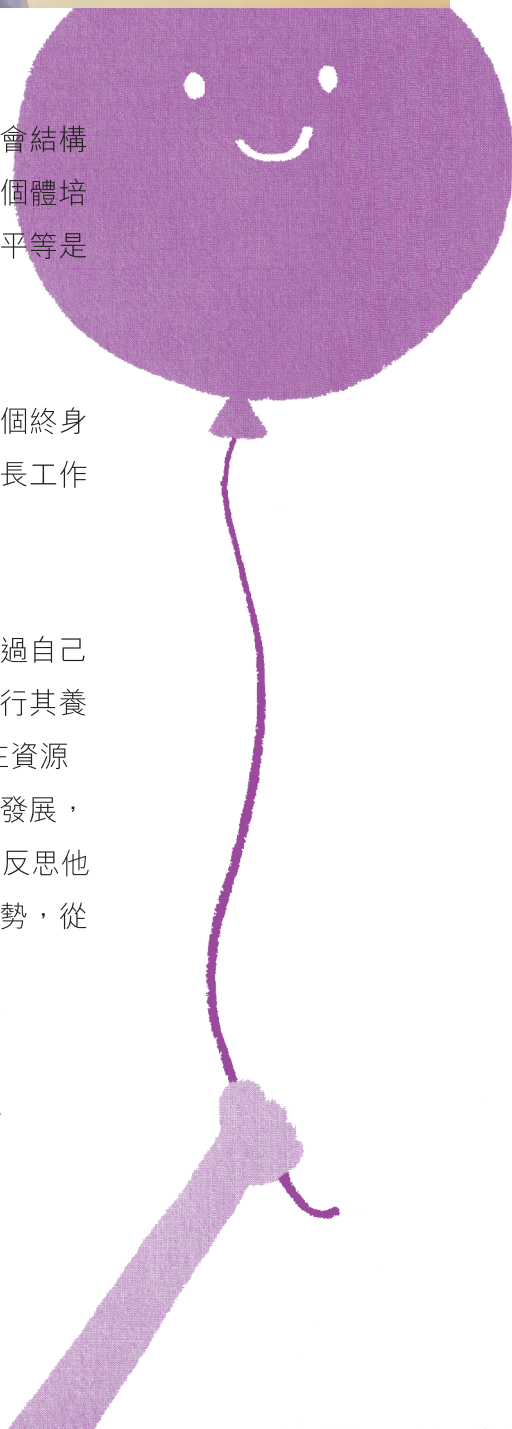 會結構
個體培
平等是
個終身
長工作
過自己
行其養
資源
發展，
反思他
勢，從